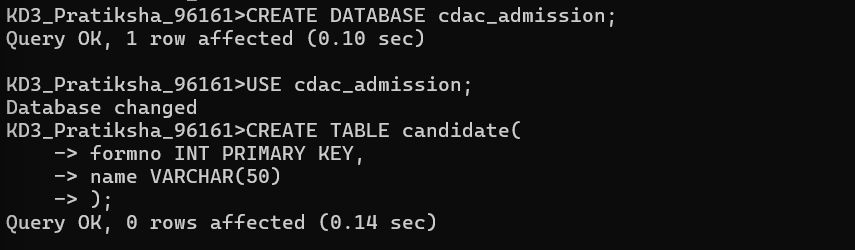 KD3_Pratiksha_96161>CREATE DATABASE cdac_admission;
Query OK, 1 row affected (0.10 sec)
KD3_Pratiksha_96161>USE cdac_admission;
Database changed
KD3_Pratiksha_96161>CREATE TABLE candidate(
    -> formno INT PRIMARY KEY,
    -> name VARCHAR(50)
    -> );
Query OK, 0 rows affected (0.14 sec)